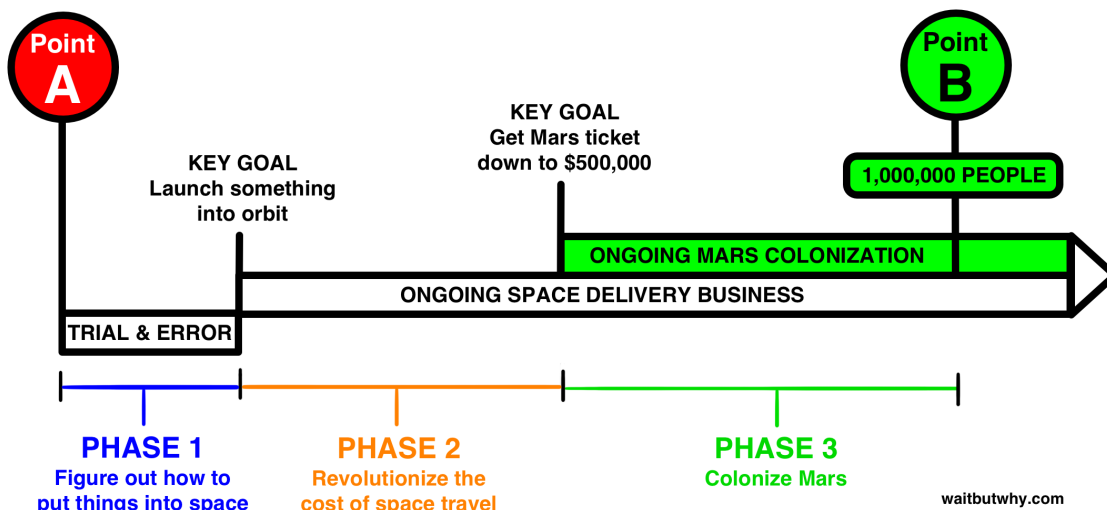 Point
A
Point
B
KEY GOAL
Get Mars ticket
down to $500,000
KEY GOAL
Launch something
into orbit
1,000,000 PEOPLE
ONGOING MARS COLONIZATION
ONGOING SPACE DELIVERY BUSINESS
TRIAL & ERROR
PHASE 1
Figure out how to
put things into space
PHASE 2
Revolutionize the
cost of space travel
PHASE 3
Colonize Mars
waitbutwhy.com